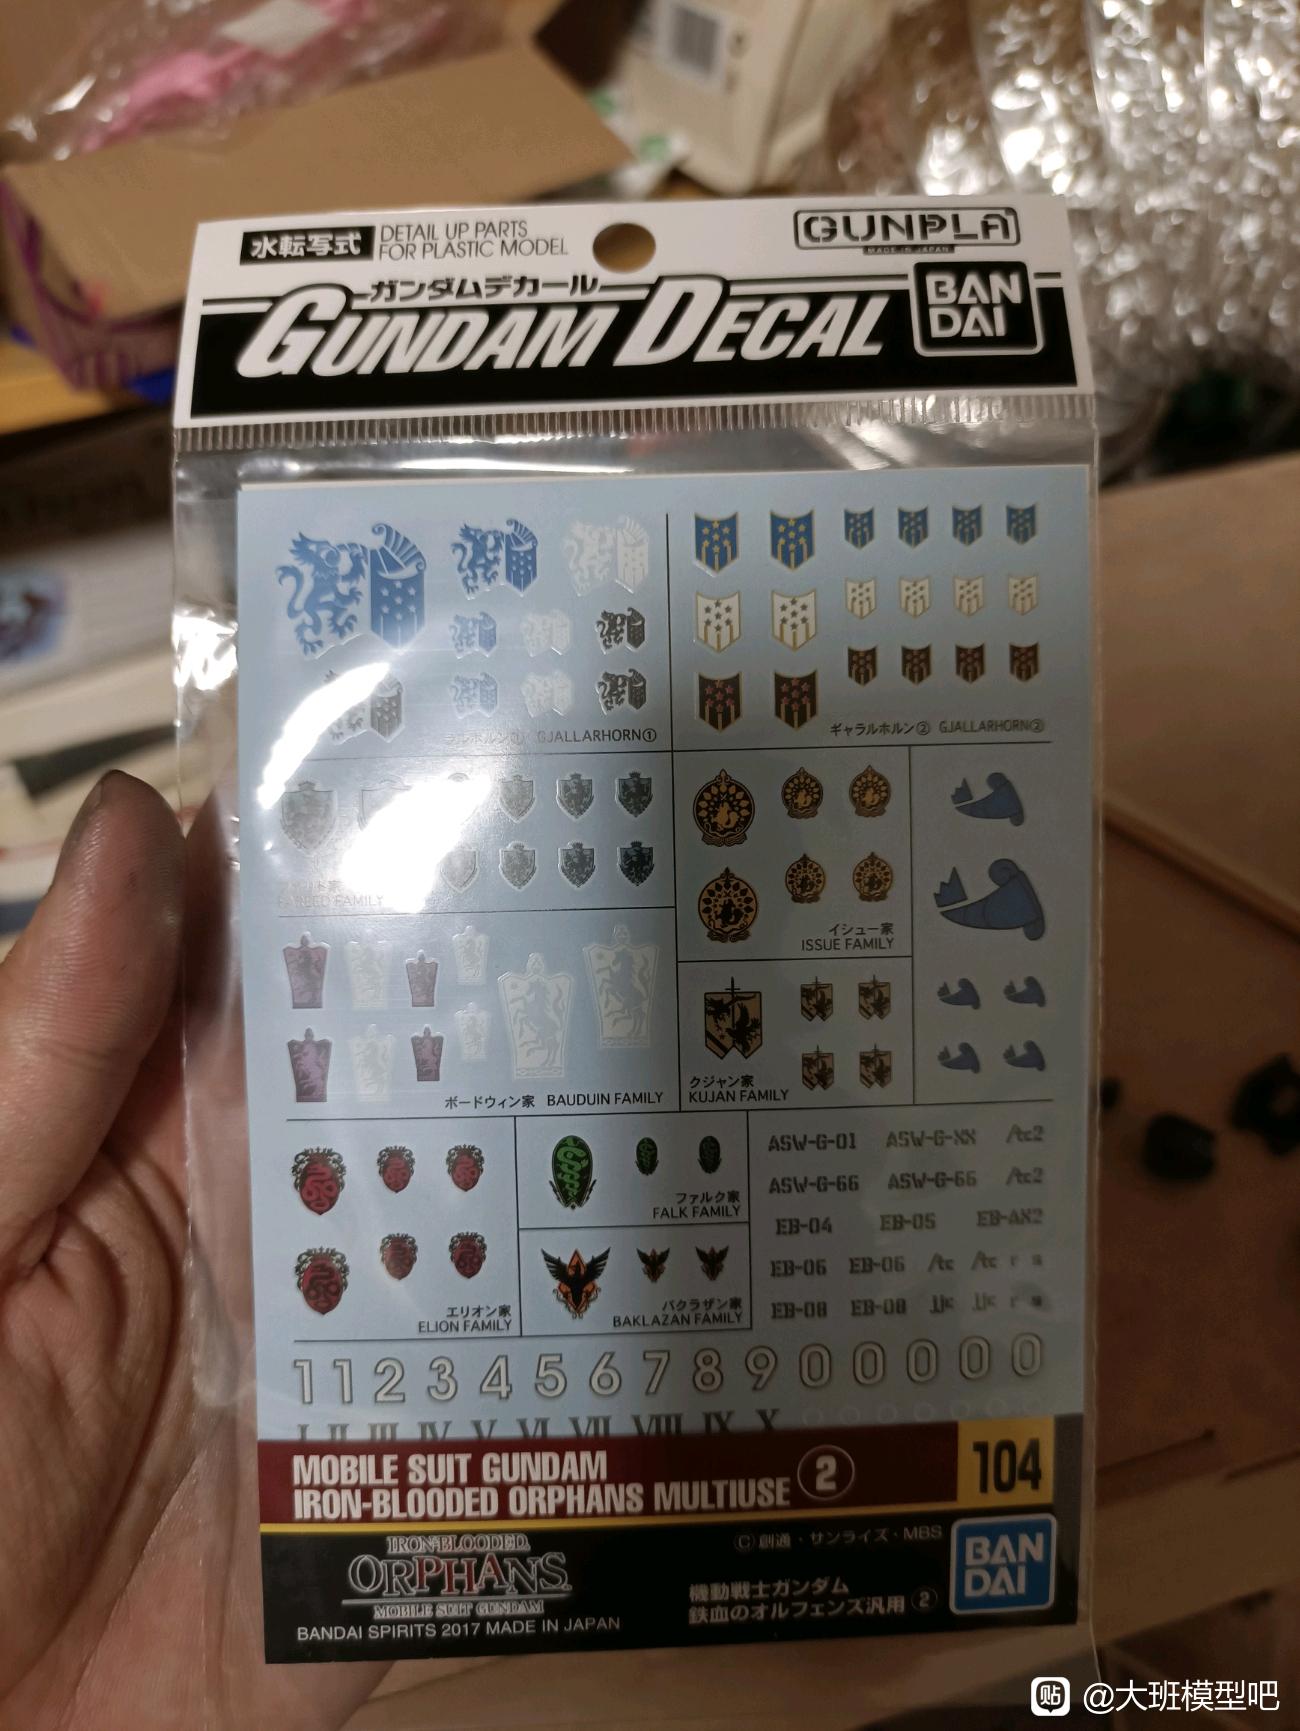 水転写式
DETAIL UP PARTS
FOR PLASTIC MODEL
GUNPLA
MADE IN JAPAN
ガンダムデカール
GUNDAM DECAL
BAN
DAI
ラルホルン① GJALLARHORN①
ギャラルホルン② GJALLARHORN②
FAREED FAMILY
イシュー家
ISSUE FAMILY
クジャン家
KUJAN FAMILY
ボードウィン家 BAUDUIN FAMILY
エリオン家
ELION FAMILY
ファルク家
FALK FAMILY
バクラザン家
BAKLAZAN FAMILY
ASW-G-01 ASW-G-XX
ASW-G-66 ASW-G-66
EB-04 EB-05 EB-AX2
EB-06 EB-06
EB-08 EB-08
1 1 2 3 4 5 6 7 8 9 0 0 0 0 0
I II III IV V VI VII VIII IX X
MOBILE SUIT GUNDAM
IRON-BLOODED ORPHANS MULTIUSE ②
104
IRON-BLOODED
ORPHANS
MOBILE SUIT GUNDAM
BANDAI SPIRITS 2017 MADE IN JAPAN
©創通・サンライズ・MBS
機動戦士ガンダム
鉄血のオルフェンズ汎用②
BAN
DAI
贴 @大班模型吧